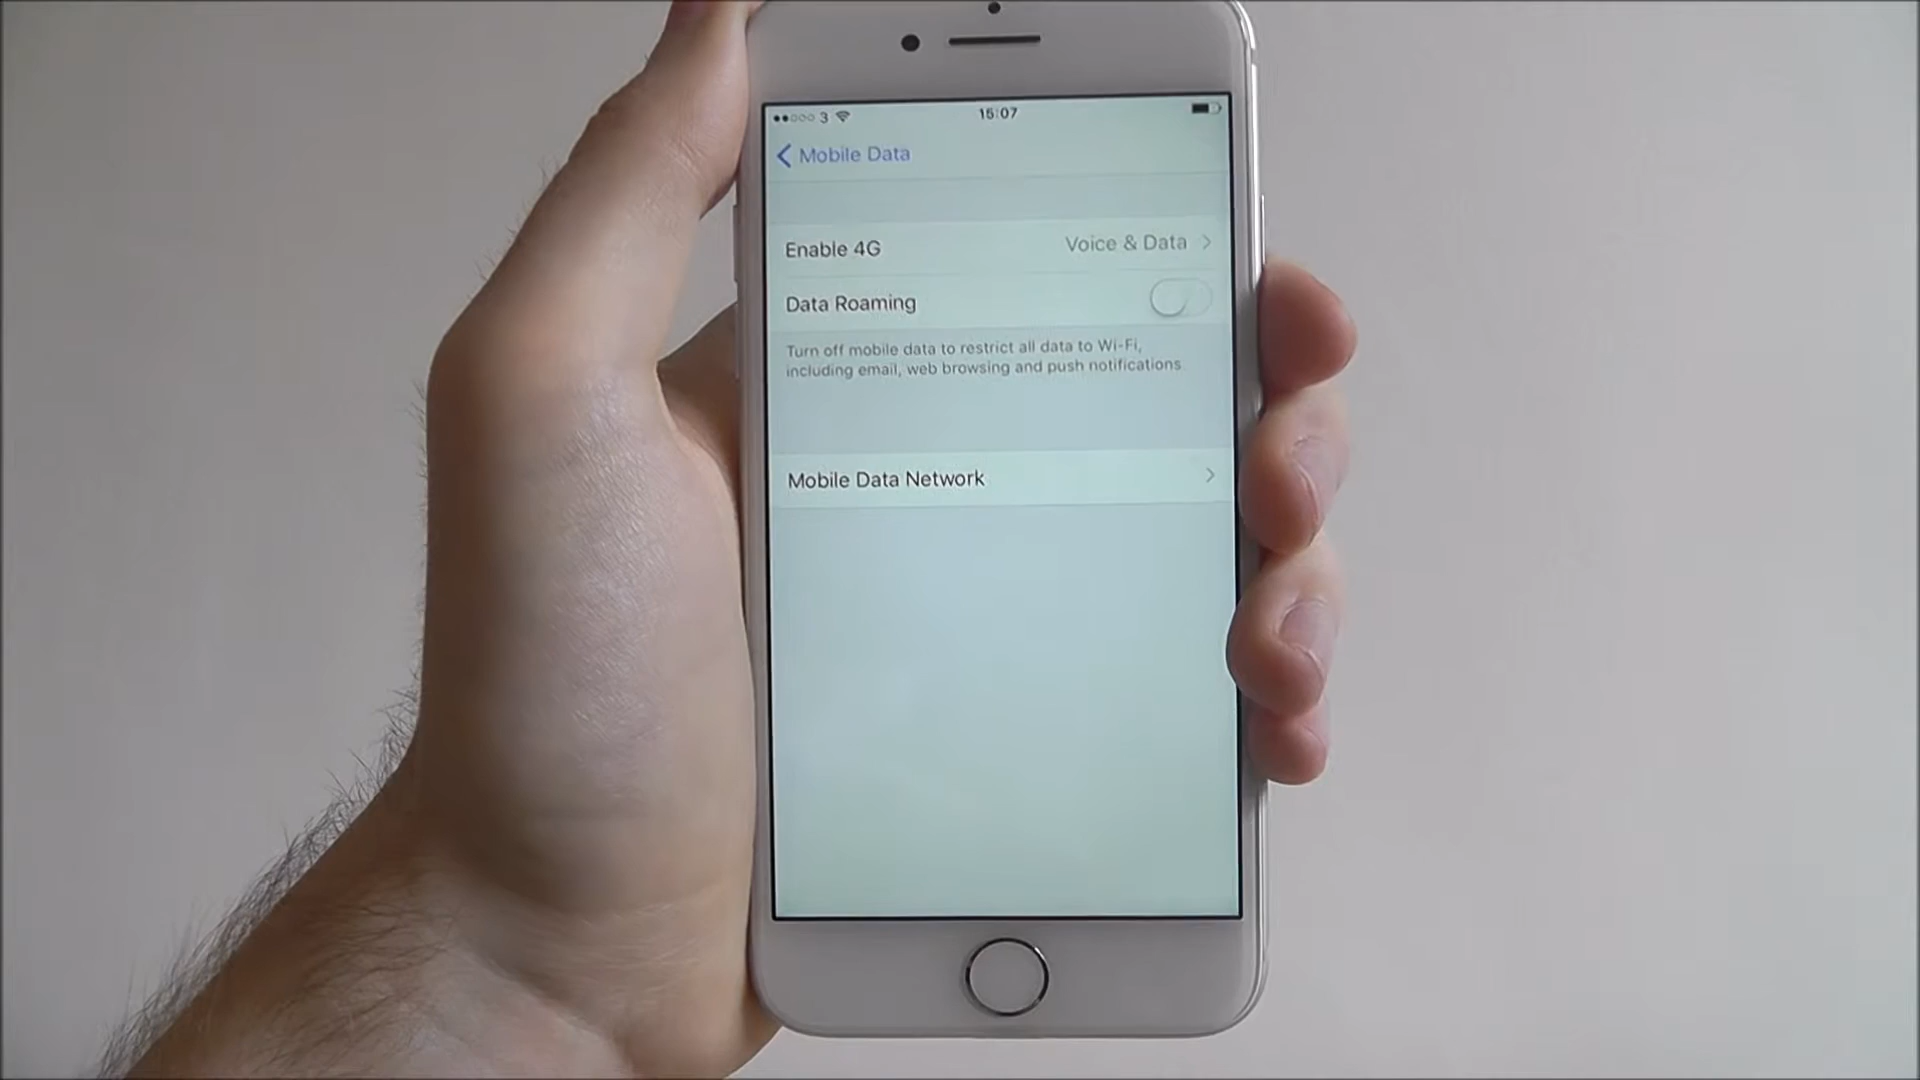 3 15:07
Mobile Data
Enable 4G Voice & Data
Data Roaming
Turn off mobile data to restrict all data to Wi-Fi,
including email, web browsing and push notifications.
Mobile Data Network